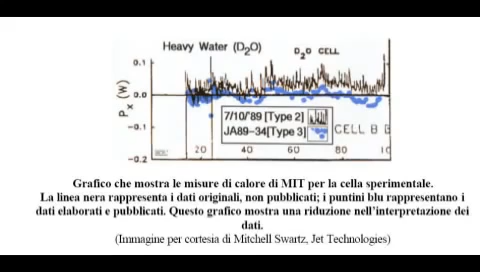 Heavy Water (D2O)
D2O CELL
0.1
0.0
-0.1
-0.2
Px (W)
7/10/'89 [Type 2]
JA89-34[Type 3]
CELL B
20 40 60 80
Grafico che mostra le misure di calore di MIT per la cella sperimentale.
La linea nera rappresenta i dati originali, non pubblicati; i puntini blu rappresentano i
dati elaborati e pubblicati. Questo grafico mostra una riduzione nell'interpretazione dei
dati.
(Immagine per cortesia di Mitchell Swartz, Jet Technologies)